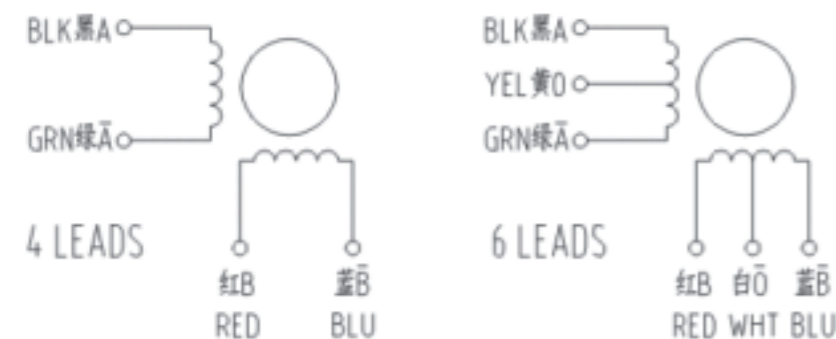 BLK黑A
GRN绿Ā
4 LEADS
红B 蓝B̄
RED BLU
BLK黑A
YEL黄O
GRN绿Ā
6 LEADS
红B 白Ō 蓝B̄
RED WHT BLU